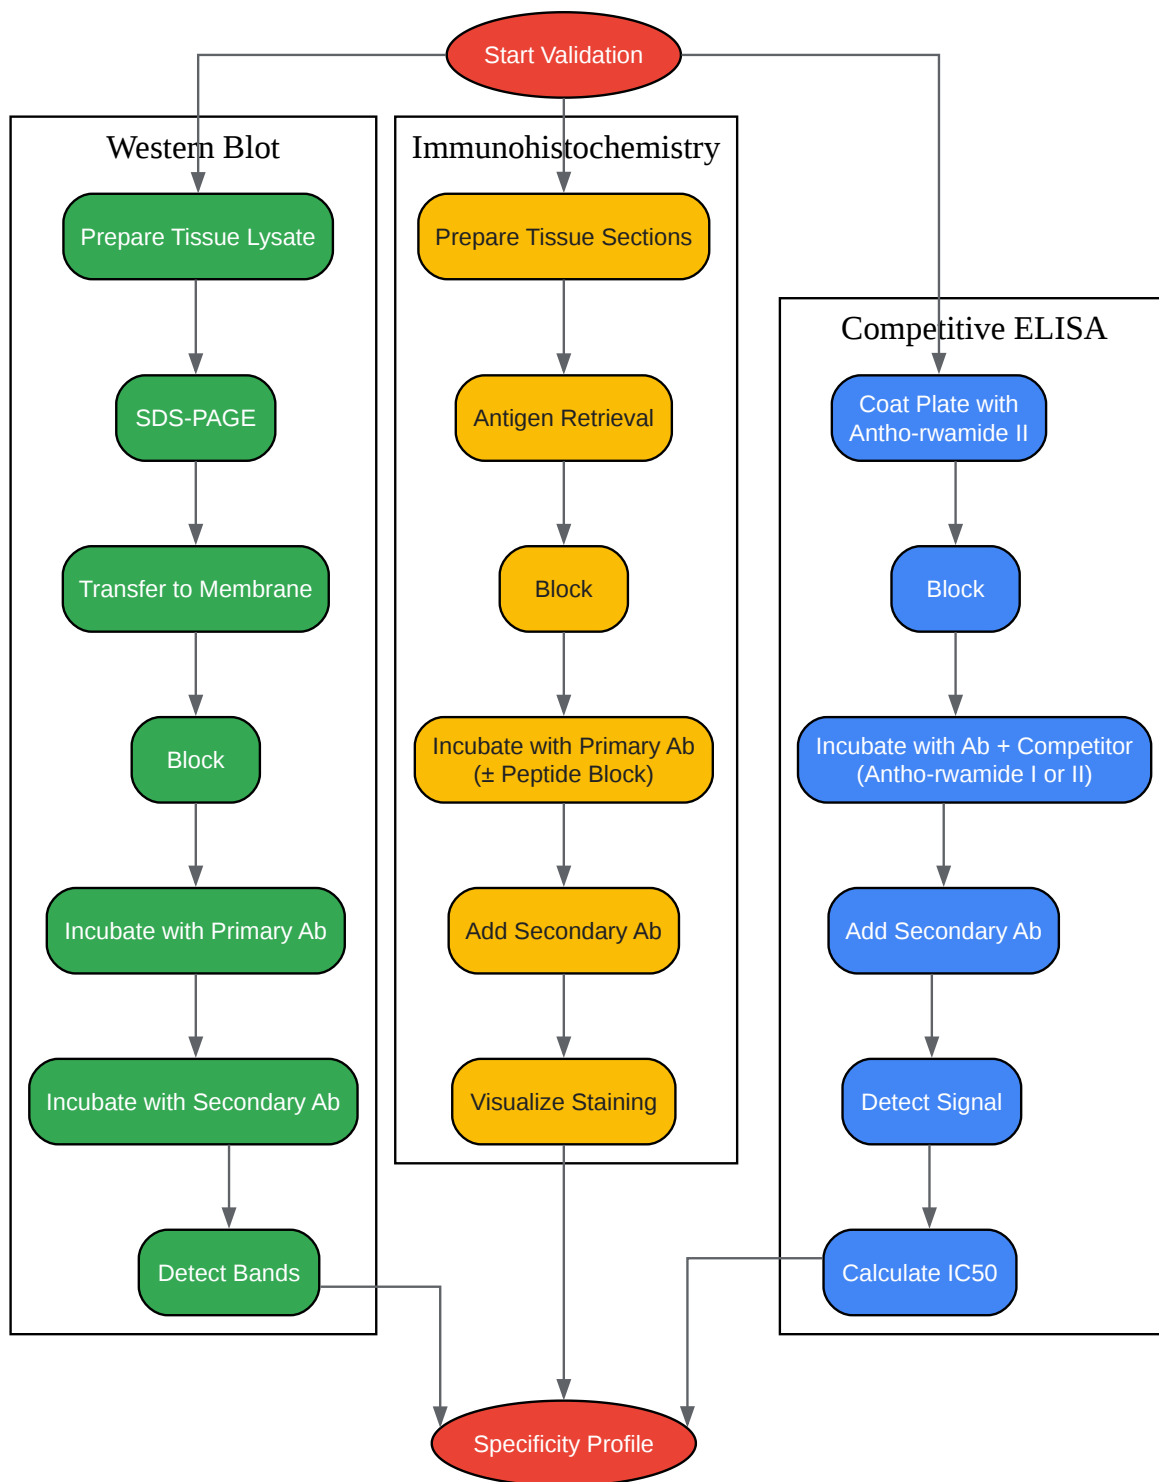 Start Validation
Western Blot
Prepare Tissue Lysate
SDS-PAGE
Transfer to Membrane
Block
Incubate with Primary Ab
Incubate with Secondary Ab
Detect Bands
Immunohistochemistry
Prepare Tissue Sections
Antigen Retrieval
Block
Incubate with Primary Ab
(± Peptide Block)
Add Secondary Ab
Visualize Staining
Competitive ELISA
Coat Plate with
Antho-rwamide II
Block
Incubate with Ab + Competitor
(Antho-rwamide I or II)
Add Secondary Ab
Detect Signal
Calculate IC50
Specificity Profile